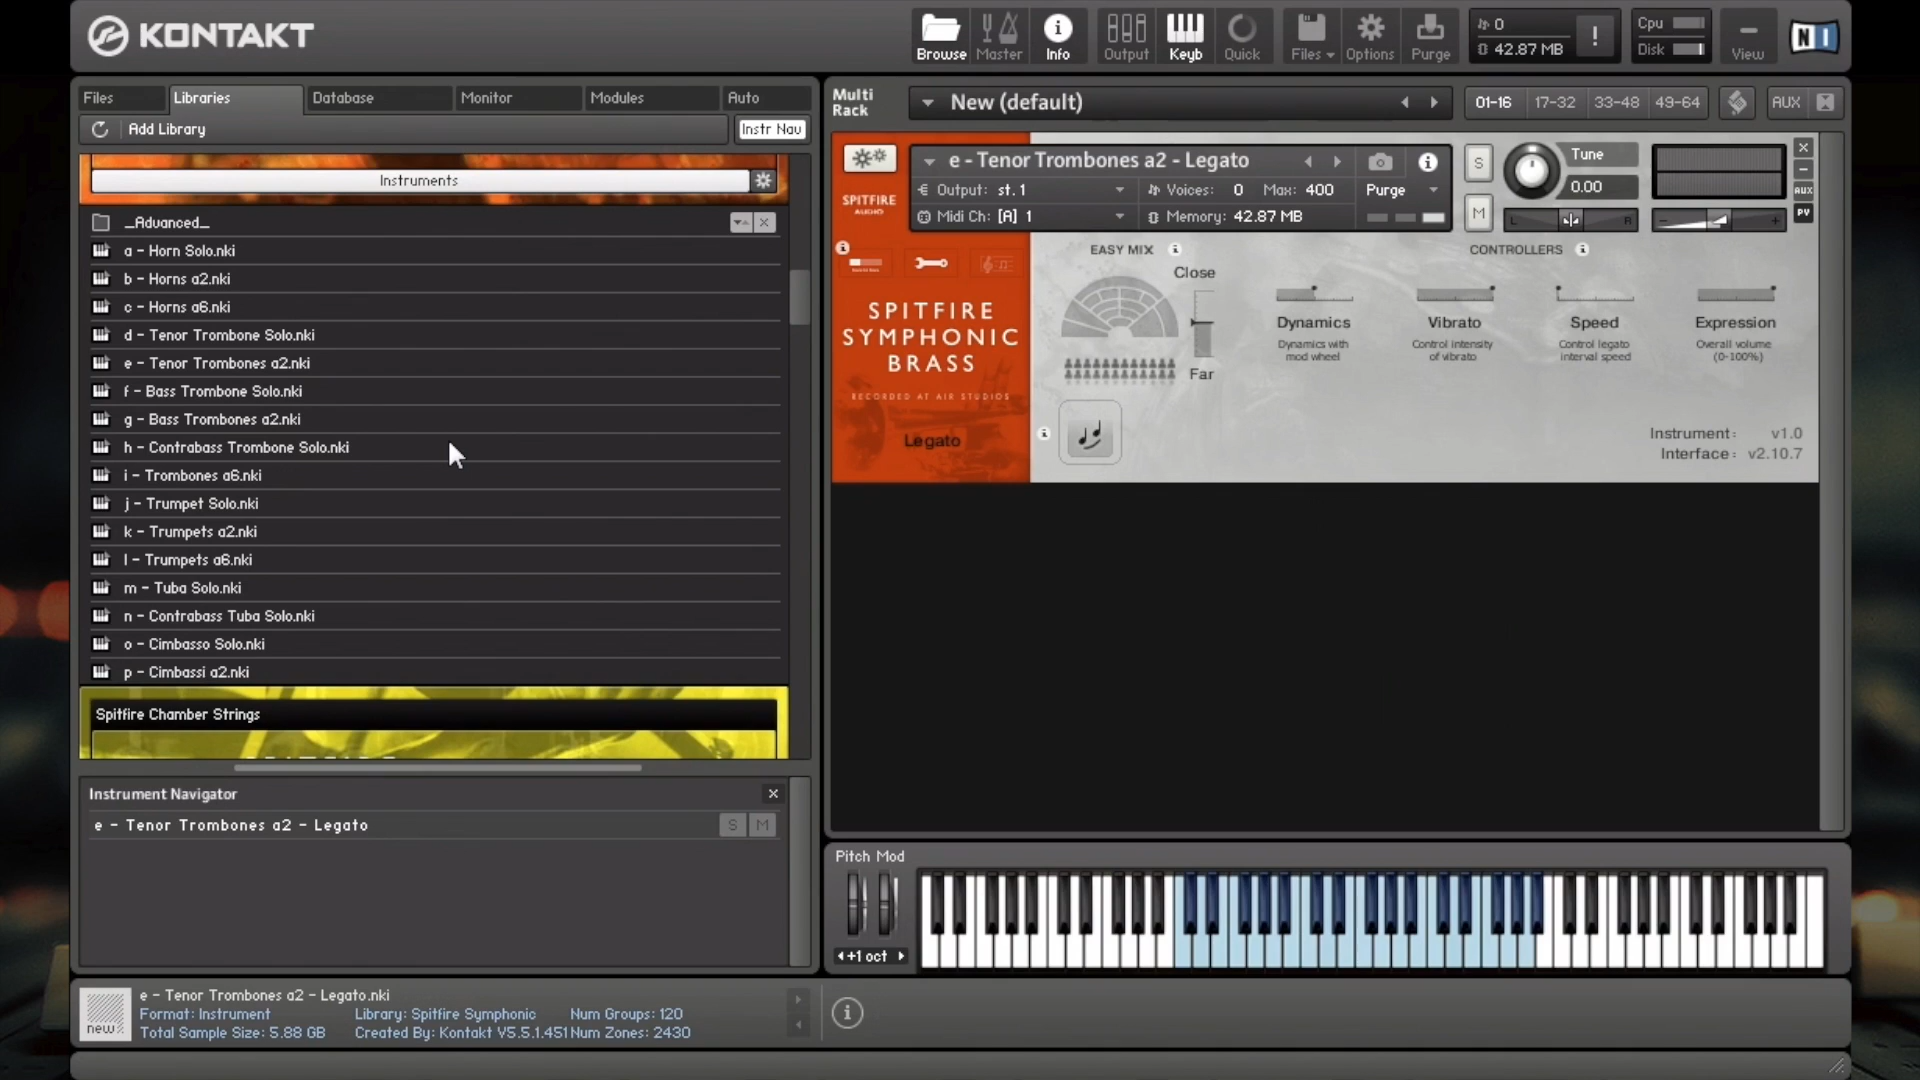 KONTAKT
Browse
Master
Info
Output
Keyb
Quick
Files
Options
Purge
0
42.87 MB
!
Cpu
Disk
View
NI
Files
Libraries
Database
Monitor
Modules
Auto
Add Library
Instr Nav
Instruments
_Advanced_
a - Horn Solo.nki
b - Horns a2.nki
c - Horns a6.nki
d - Tenor Trombone Solo.nki
e - Tenor Trombones a2.nki
f - Bass Trombone Solo.nki
g - Bass Trombones a2.nki
h - Contrabass Trombone Solo.nki
i - Trombones a6.nki
j - Trumpet Solo.nki
k - Trumpets a2.nki
l - Trumpets a6.nki
m - Tuba Solo.nki
n - Contrabass Tuba Solo.nki
o - Cimbasso Solo.nki
p - Cimbassi a2.nki
Spitfire Chamber Strings
Instrument Navigator
e - Tenor Trombones a2 - Legato
S
M
Multi
Rack
New (default)
01-16
17-32
33-48
49-64
AUX
e - Tenor Trombones a2 - Legato
Output: st.1
Voices: 0 Max: 400
Purge
Midi Ch: [A] 1
Memory: 42.87 MB
S
M
Tune
0.00
L
R
AUX
PV
SPITFIRE
AUDIO
SPITFIRE
SYMPHONIC
BRASS
RECORDED AT AIR STUDIOS
Legato
EASY MIX
Close
Far
CONTROLLERS
Dynamics
Dynamics with
mod wheel
Vibrato
Control intensity
of vibrato
Speed
Control legato
interval speed
Expression
Overall volume
(0-100%)
Instrument: v1.0
Interface: v2.10.7
Pitch Mod
+1 oct
new
e - Tenor Trombones a2 - Legato.nki
Format: Instrument
Library: Spitfire Symphonic
Num Groups: 120
Total Sample Size: 5.88 GB
Created By: Kontakt V5.5.1.451
Num Zones: 2430